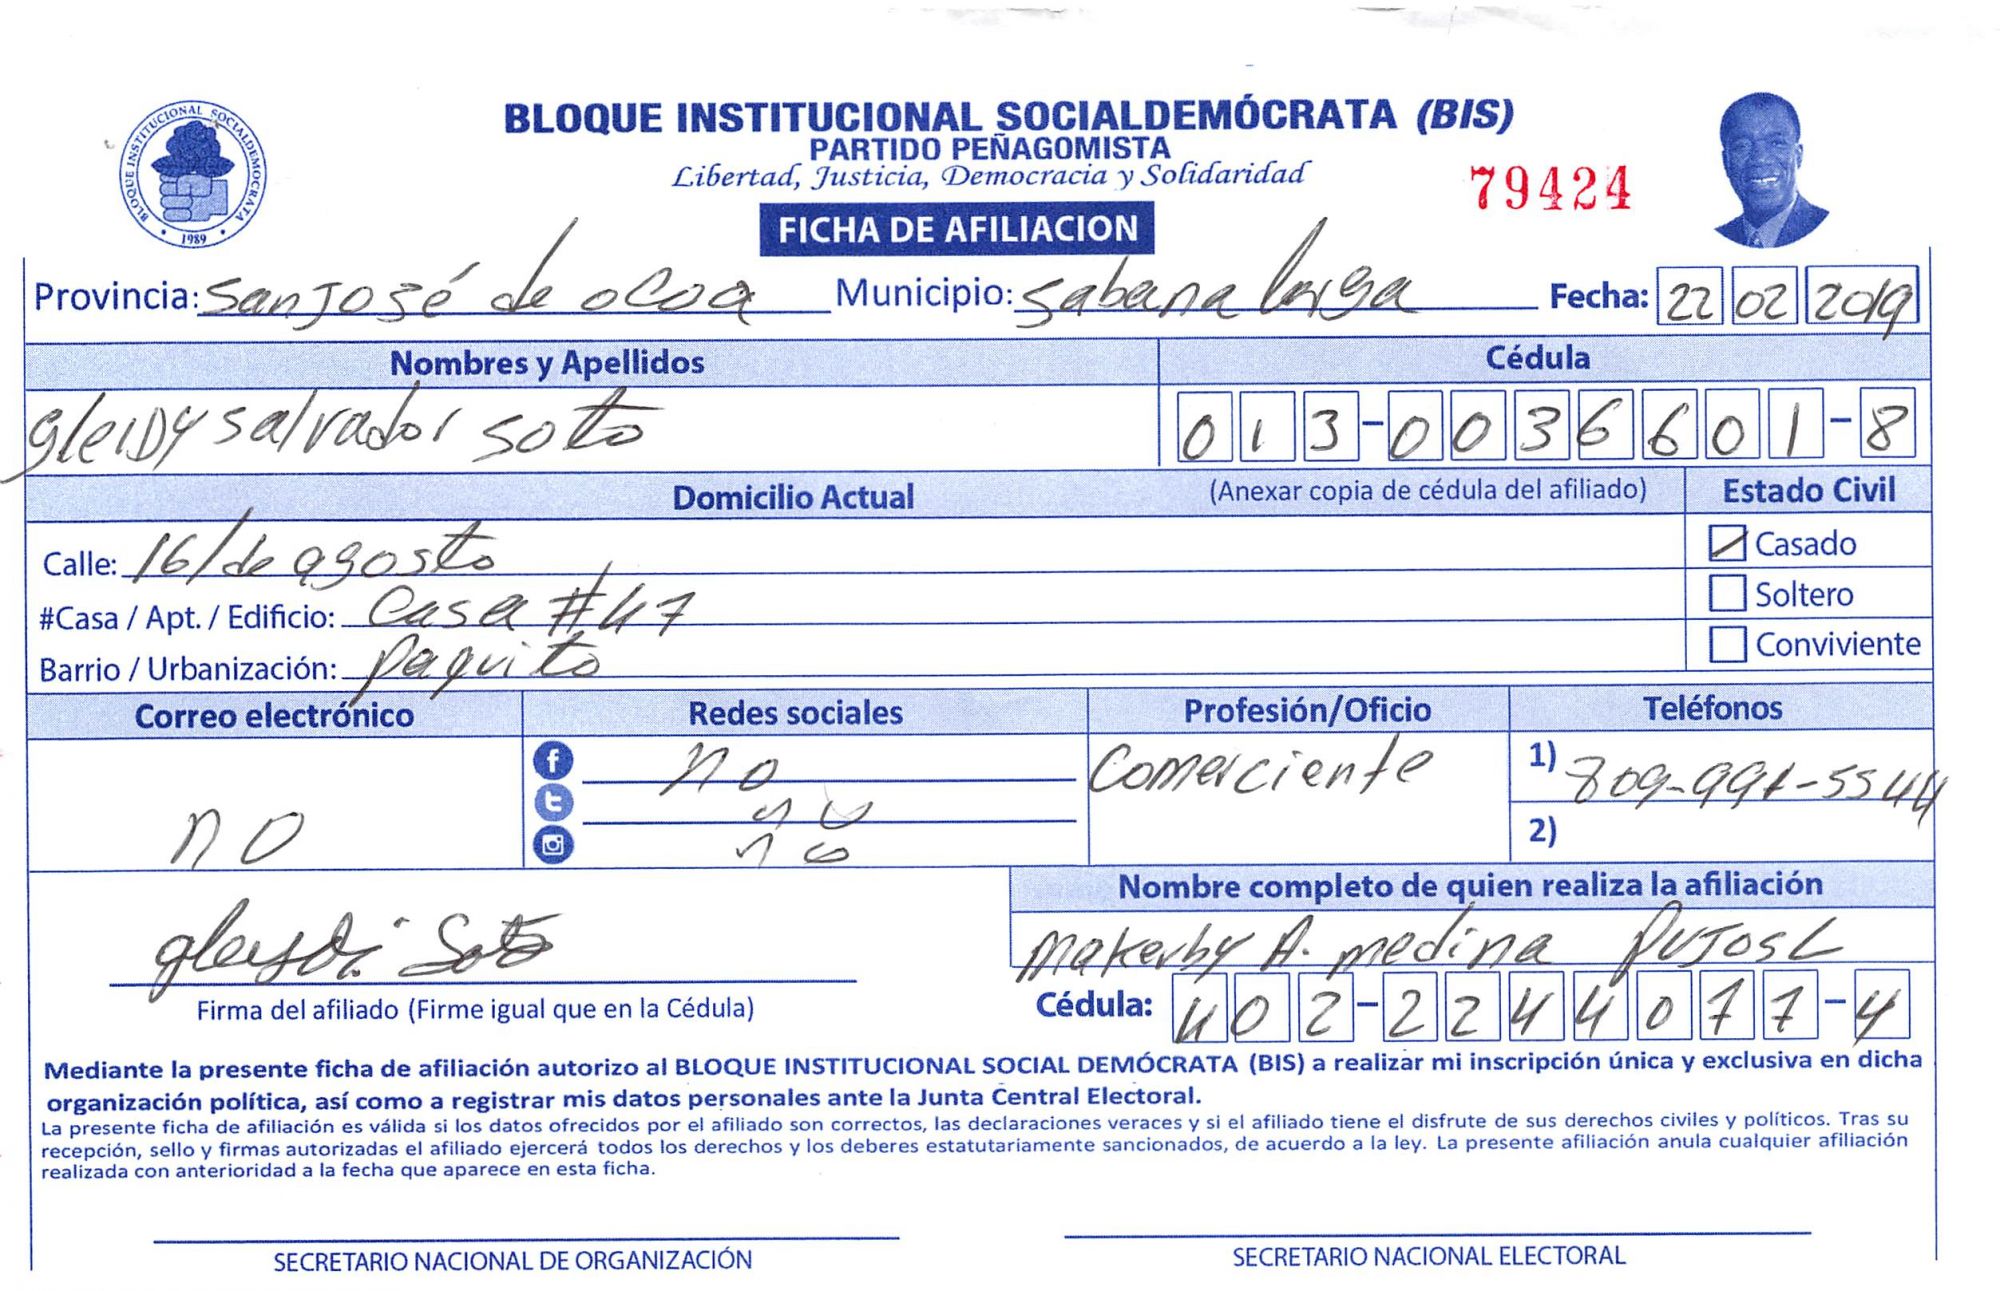 BLOQUE INSTITUCIONAL SOCIALDEMOCRATA
1989
BLOQUE INSTITUCIONAL SOCIALDEMÓCRATA (BIS)
PARTIDO PEÑAGOMISTA
Libertad, Justicia, Democracia y Solidaridad
79424
FICHA DE AFILIACION
Provincia: San José de ocoa Municipio: Sabana larga Fecha: 22 02 2019
Nombres y Apellidos Cédula
gleiDy salvador soto 013-0036601-8
Domicilio Actual (Anexar copia de cédula del afiliado) Estado Civil
Calle: 16/de agosto Casado
#Casa / Apt. / Edificio: Casa #47 Soltero
Barrio / Urbanización: paquito Conviviente
Correo electrónico Redes sociales Profesión/Oficio Teléfonos
no no Comerciente 1) 809-991-5544
no
no 2)
Nombre completo de quien realiza la afiliación
gleysdi Soto Makerby A. medina
Firma del afiliado (Firme igual que en la Cédula) Cédula: 402-2244077-4
Mediante la presente ficha de afiliación autorizo al BLOQUE INSTITUCIONAL SOCIAL DEMÓCRATA (BIS) a realizar mi inscripción única y exclusiva en dicha
organización política, así como a registrar mis datos personales ante la Junta Central Electoral.
La presente ficha de afiliación es válida si los datos ofrecidos por el afiliado son correctos, las declaraciones veraces y si el afiliado tiene el disfrute de sus derechos civiles y políticos. Tras su
recepción, sello y firmas autorizadas el afiliado ejercerá todos los derechos y los deberes estatutariamente sancionados, de acuerdo a la ley. La presente afiliación anula cualquier afiliación
realizada con anterioridad a la fecha que aparece en esta ficha.
SECRETARIO NACIONAL DE ORGANIZACIÓN SECRETARIO NACIONAL ELECTORAL